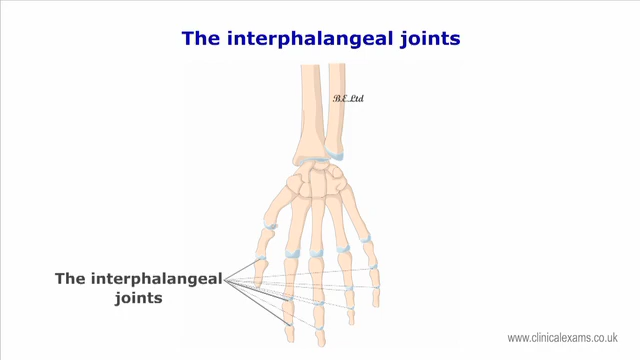 The interphalangeal joints
B.E. Ltd
The interphalangeal
joints
www.clinicalexams.co.uk